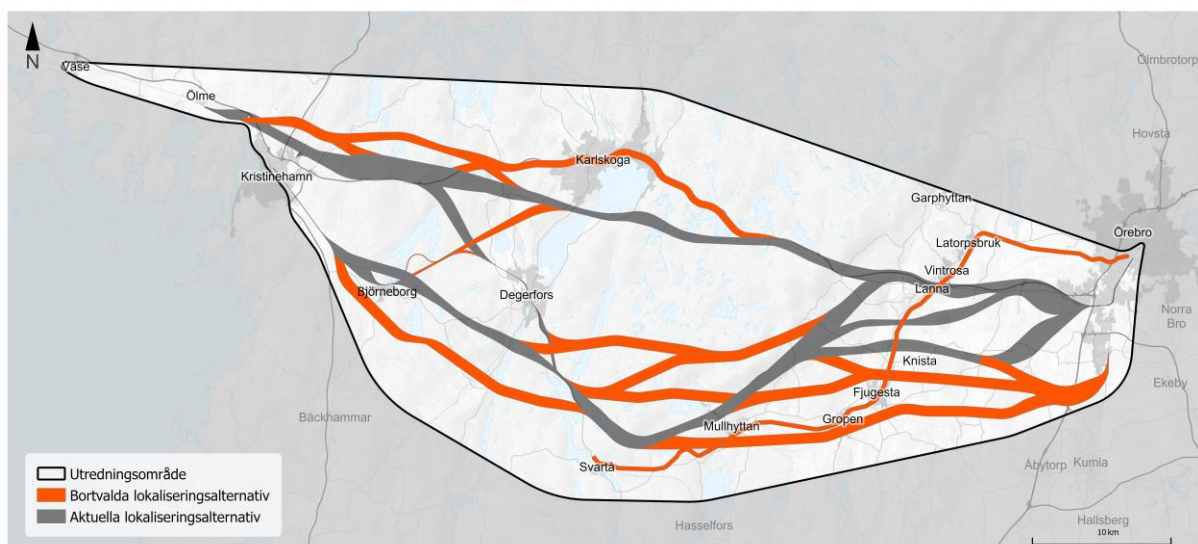 N
Väse
Ölme
Kristinehamn
Karlskoga
Björneborg
Degerfors
Bäckhammar
Svartå
Mullhyttan
Gropen
Fjugesta
Knista
Lanna
Vintrosa
Latorpsbruk
Garphyttan
Örebro
Hovsta
Ölmbrotorp
Norra
Bro
Ekeby
Åbytorp
Kumla
Hallsberg
Hasselfors
10 km
Utredningsområde
Bortvalda lokaliseringsalternativ
Aktuella lokaliseringsalternativ